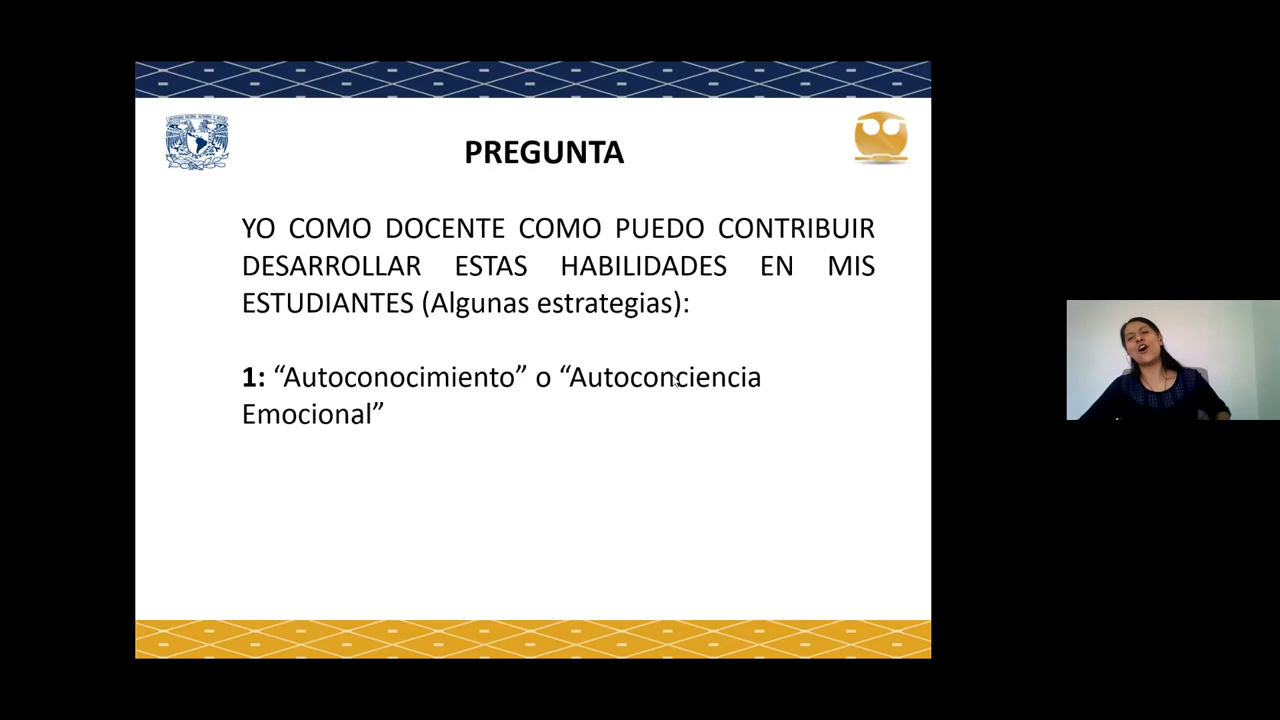 PREGUNTA
YO COMO DOCENTE COMO PUEDO CONTRIBUIR
DESARROLLAR ESTAS HABILIDADES EN MIS
ESTUDIANTES (Algunas estrategias):
1: “Autoconocimiento” o “Autoconciencia
Emocional”